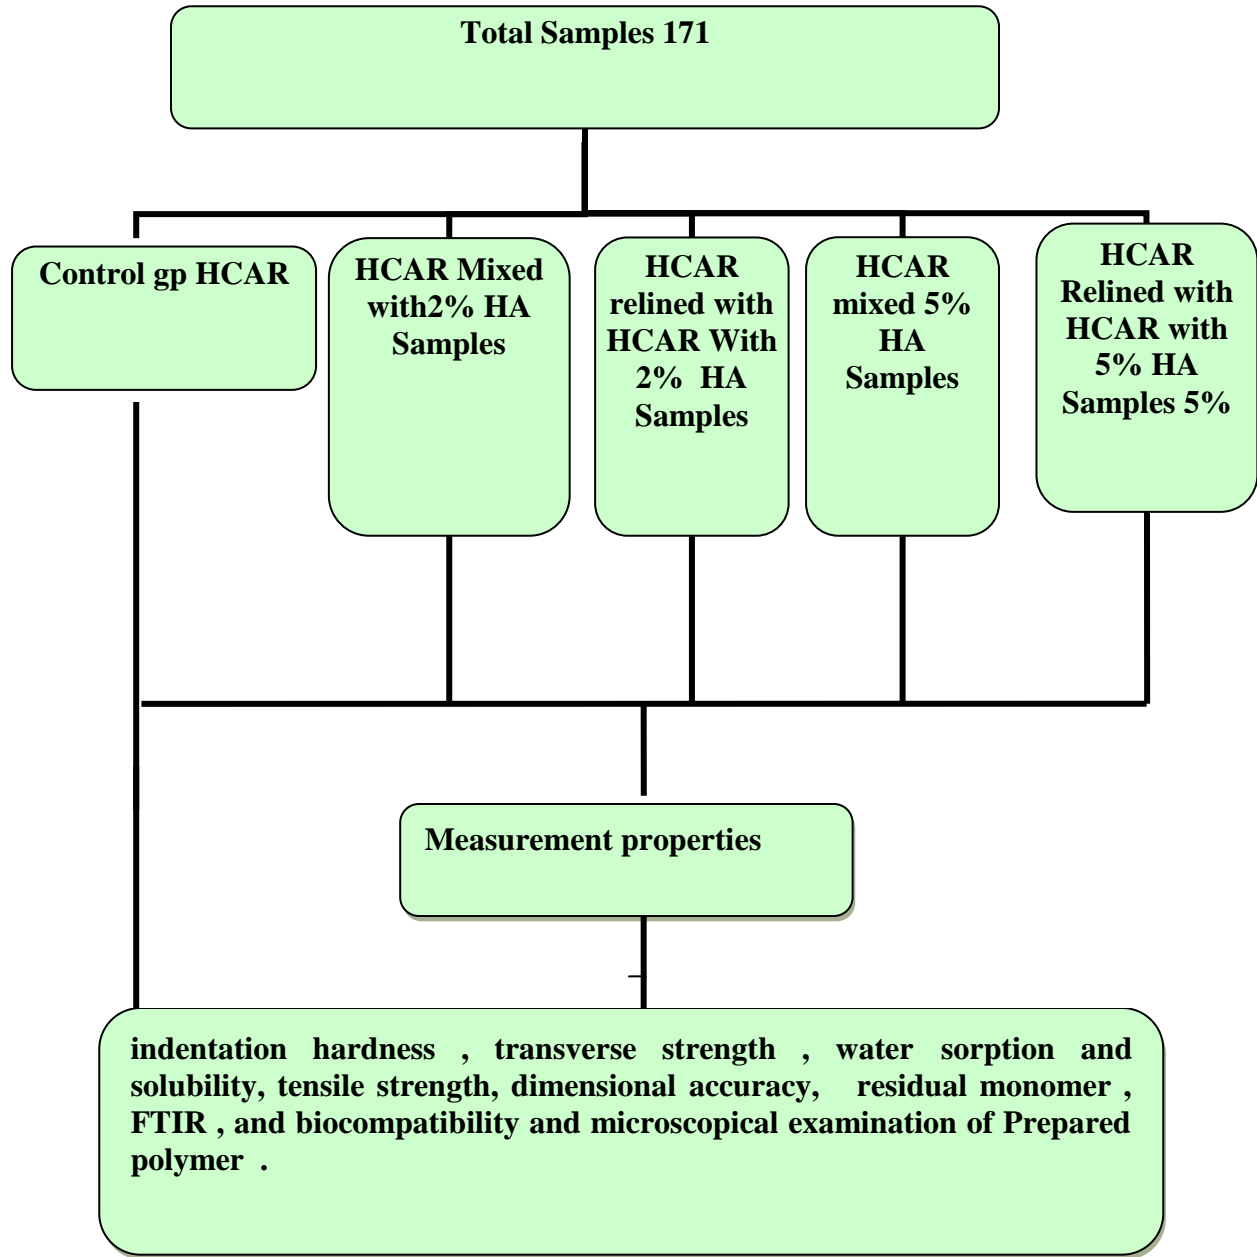 Total Samples 171
Control gp HCAR
HCAR Mixed
with2% HA
Samples
HCAR
relined with
HCAR With
2% HA
Samples
HCAR
mixed 5%
HA
Samples
HCAR
Relined with
HCAR with
5% HA
Samples 5%
Measurement properties
indentation hardness , transverse strength , water sorption and
solubility, tensile strength, dimensional accuracy, residual monomer ,
FTIR , and biocompatibility and microscopical examination of Prepared
polymer .